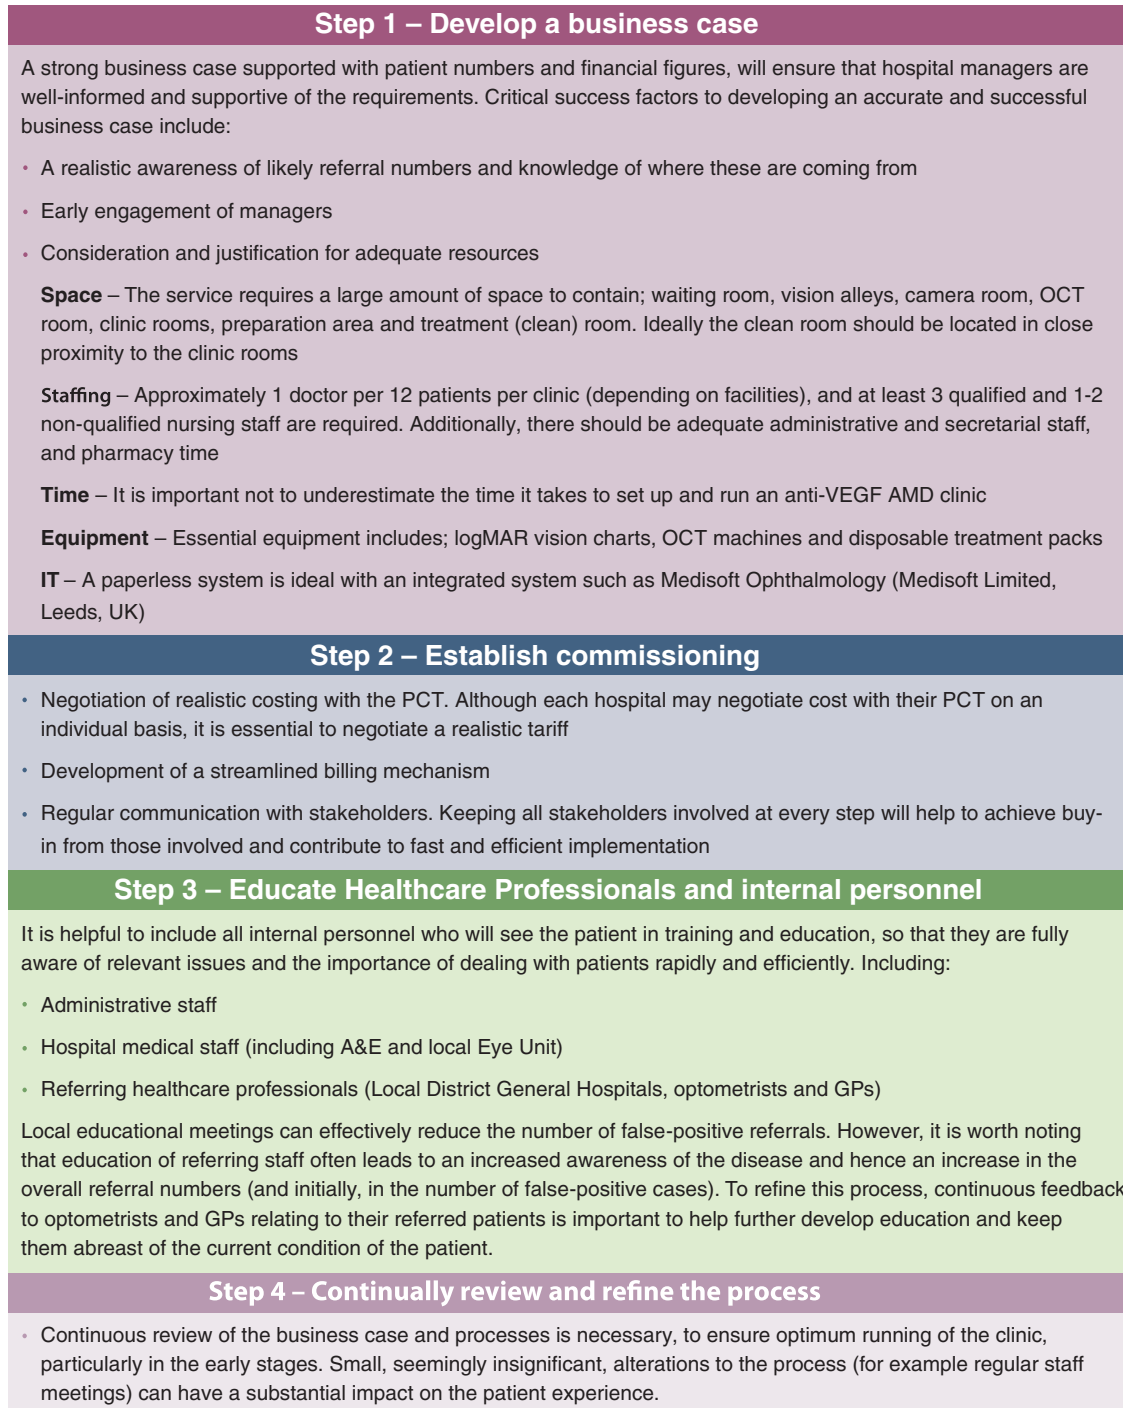 Step 1 – Develop a business case
A strong business case supported with patient numbers and financial figures, will ensure that hospital managers are
well-informed and supportive of the requirements. Critical success factors to developing an accurate and successful
business case include:
• A realistic awareness of likely referral numbers and knowledge of where these are coming from
• Early engagement of managers
• Consideration and justification for adequate resources
Space – The service requires a large amount of space to contain; waiting room, vision alleys, camera room, OCT
room, clinic rooms, preparation area and treatment (clean) room. Ideally the clean room should be located in close
proximity to the clinic rooms
Staffing – Approximately 1 doctor per 12 patients per clinic (depending on facilities), and at least 3 qualified and 1-2
non-qualified nursing staff are required. Additionally, there should be adequate administrative and secretarial staff,
and pharmacy time
Time – It is important not to underestimate the time it takes to set up and run an anti-VEGF AMD clinic
Equipment – Essential equipment includes; logMAR vision charts, OCT machines and disposable treatment packs
IT – A paperless system is ideal with an integrated system such as Medisoft Ophthalmology (Medisoft Limited,
Leeds, UK)
Step 2 – Establish commissioning
• Negotiation of realistic costing with the PCT. Although each hospital may negotiate cost with their PCT on an
individual basis, it is essential to negotiate a realistic tariff
• Development of a streamlined billing mechanism
• Regular communication with stakeholders. Keeping all stakeholders involved at every step will help to achieve buy-
in from those involved and contribute to fast and efficient implementation
Step 3 – Educate Healthcare Professionals and internal personnel
It is helpful to include all internal personnel who will see the patient in training and education, so that they are fully
aware of relevant issues and the importance of dealing with patients rapidly and efficiently. Including:
• Administrative staff
• Hospital medical staff (including A&E and local Eye Unit)
• Referring healthcare professionals (Local District General Hospitals, optometrists and GPs)
Local educational meetings can effectively reduce the number of false-positive referrals. However, it is worth noting
that education of referring staff often leads to an increased awareness of the disease and hence an increase in the
overall referral numbers (and initially, in the number of false-positive cases). To refine this process, continuous feedback
to optometrists and GPs relating to their referred patients is important to help further develop education and keep
them abreast of the current condition of the patient.
Step 4 – Continually review and refine the process
• Continuous review of the business case and processes is necessary, to ensure optimum running of the clinic,
particularly in the early stages. Small, seemingly insignificant, alterations to the process (for example regular staff
meetings) can have a substantial impact on the patient experience.